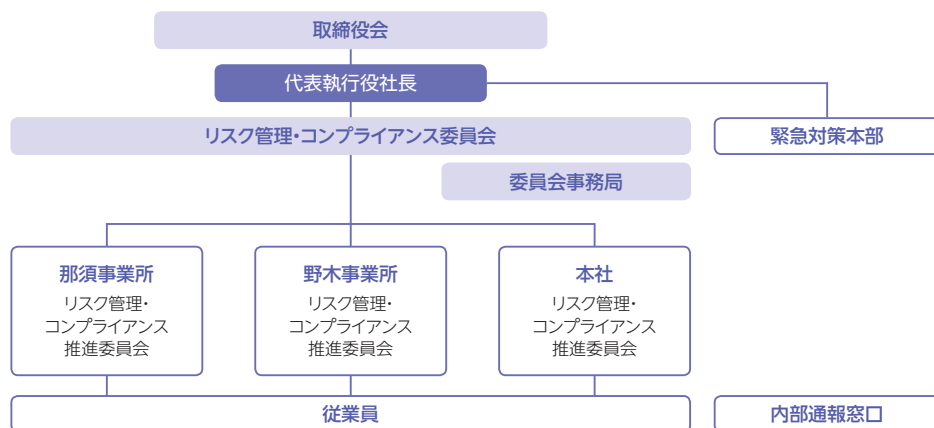 取締役会
代表執行役社長
リスク管理・コンプライアンス委員会
緊急対策本部
委員会事務局
那須事業所
リスク管理・
コンプライアンス
推進委員会
野木事業所
リスク管理・
コンプライアンス
推進委員会
本社
リスク管理・
コンプライアンス
推進委員会
従業員
内部通報窓口